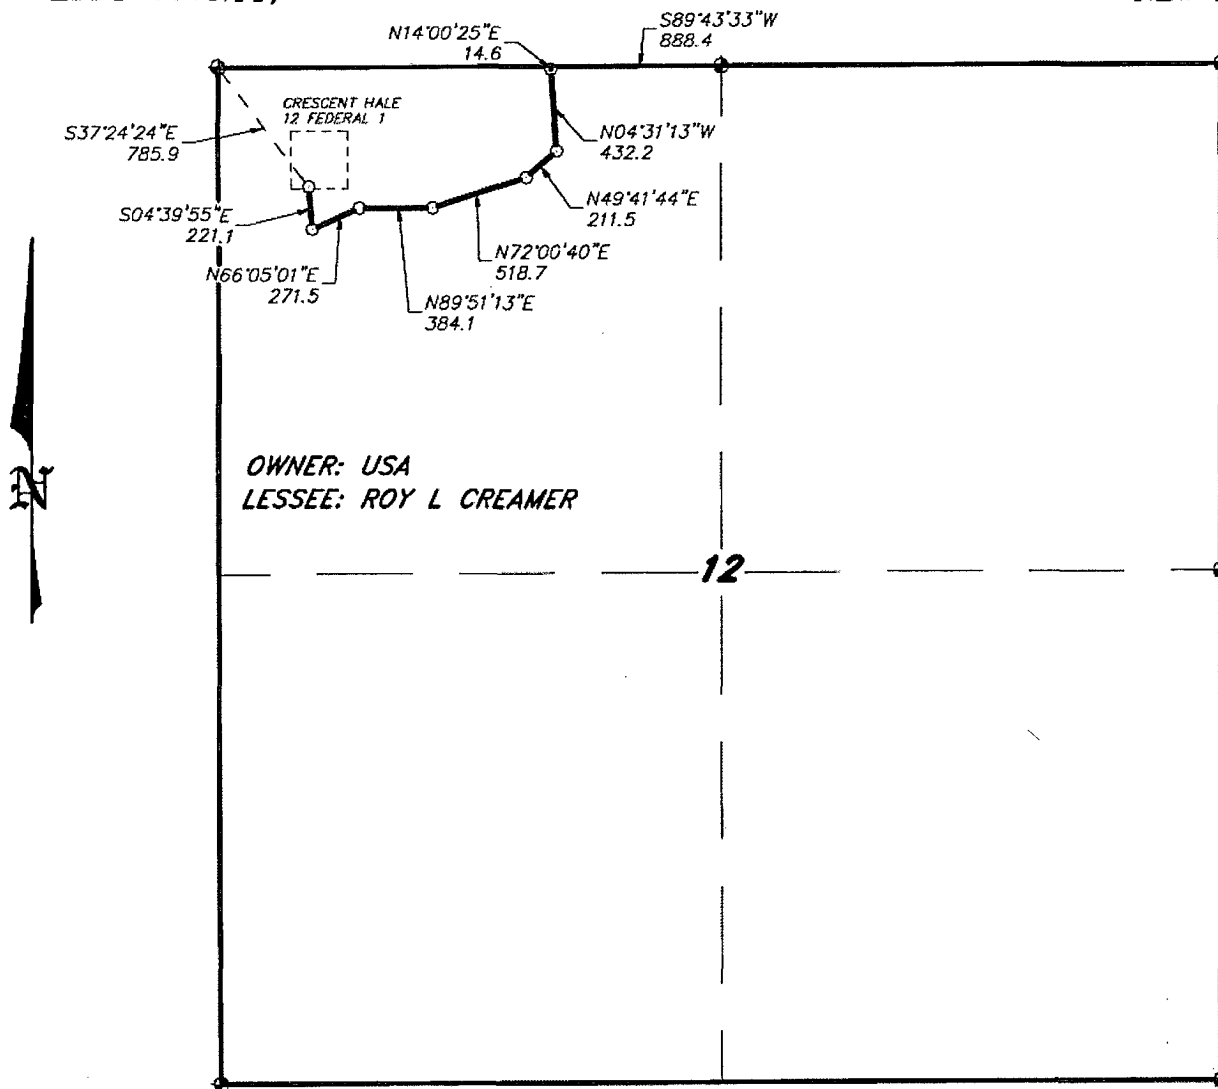 S89°43'33"W
888.4
N14°00'25"E
14.6
CRESCENT HALE
12 FEDERAL 1
S37°24'24"E
785.9
N04°31'13"W
432.2
N49°41'44"E
211.5
S04°39'55"E
221.1
N72°00'40"E
518.7
N66°05'01"E
271.5
N89°51'13"E
384.1
OWNER: USA
LESSEE: ROY L CREAMER
N
12